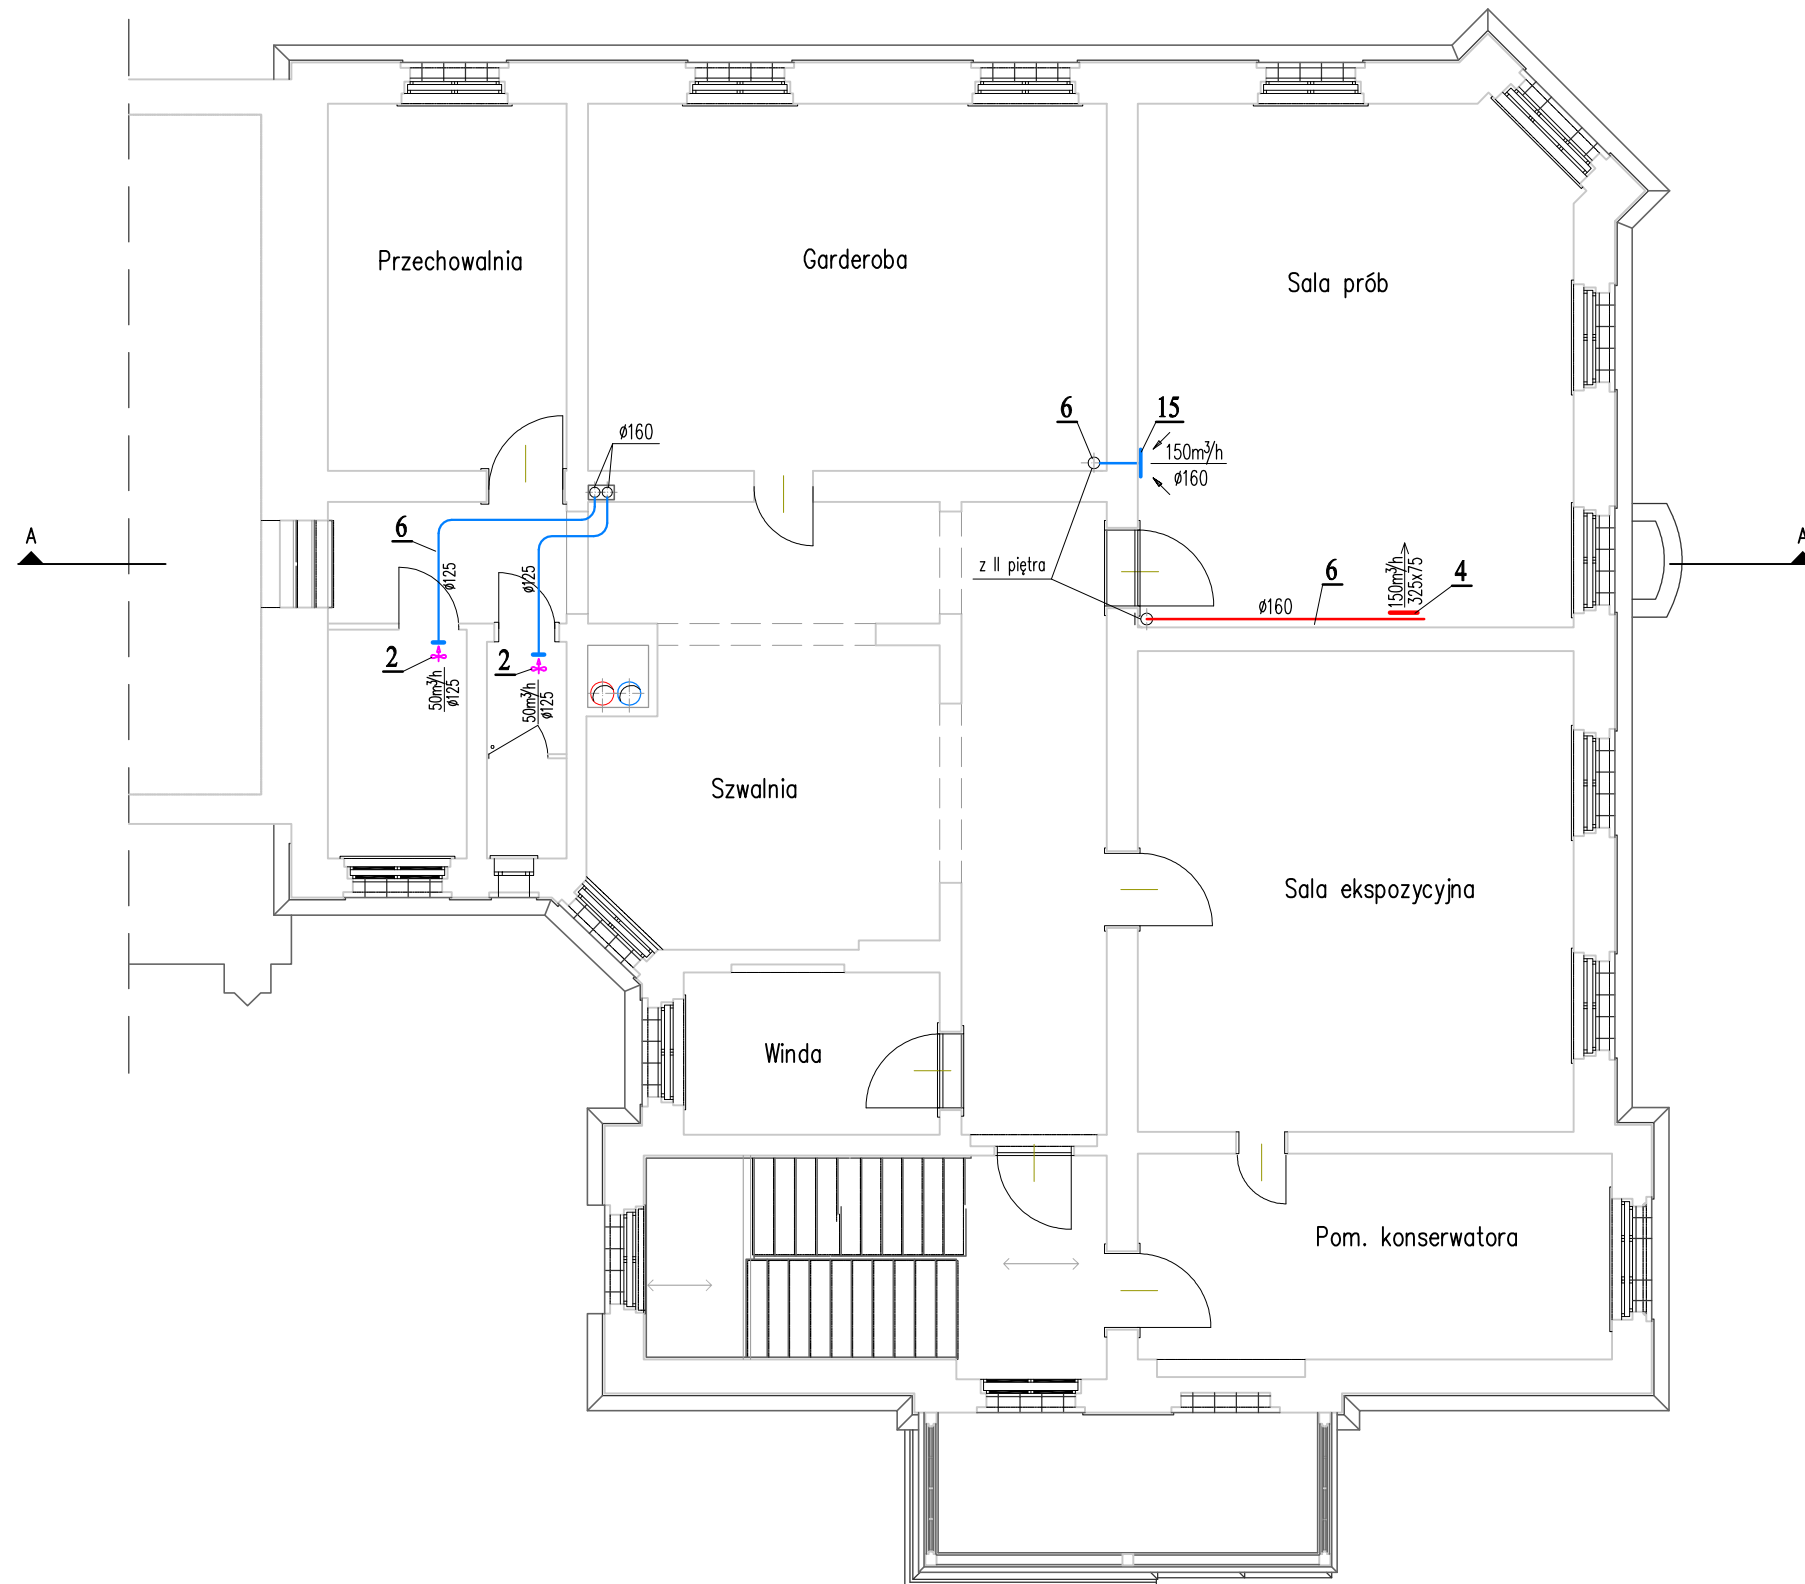 Przechowalnia
Garderoba
Sala prób
6
15
150m³/h
ø160
ø160
A
6
ø125
ø125
z II piętra
A
150m³/h
325x75
6
4
ø160
2
50m³/h
ø125
2
50m³/h
ø125
Szwalnia
Sala ekspozycyjna
Winda
Pom. konserwatora